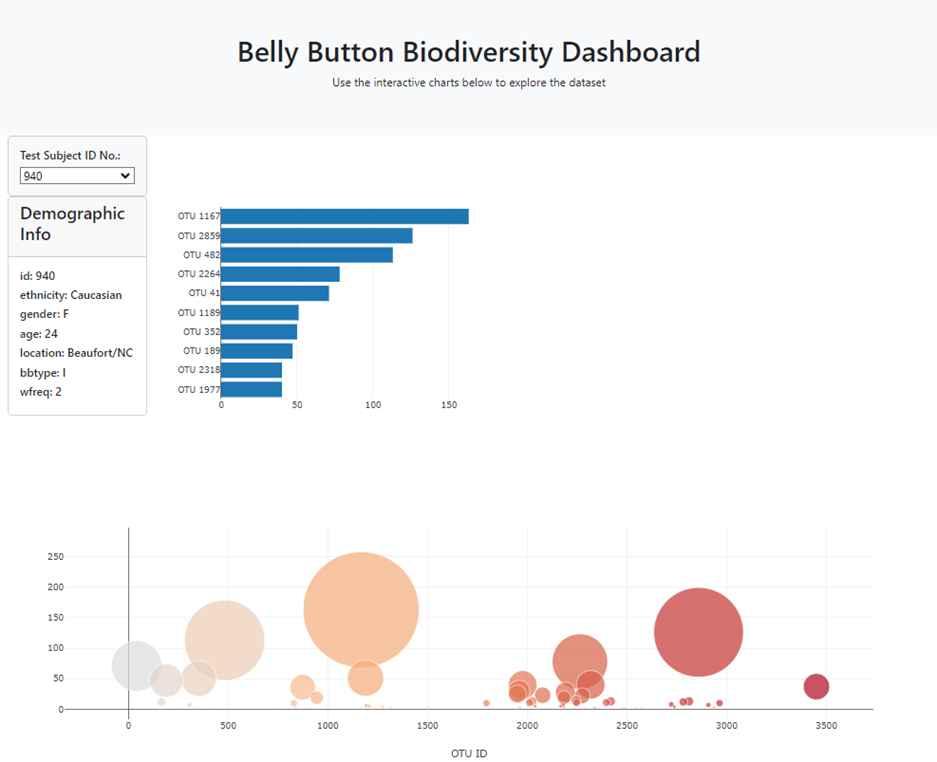 Belly Button Biodiversity Dashboard
Use the interactive charts below to explore the dataset
Test Subject ID No.:
940
Demographic
Info
id: 940
ethnicity: Caucasian
gender: F
age: 24
location: Beaufort/NC
bbtype: I
wfreq: 2
OTU 1167
OTU 2859
OTU 482
OTU 2264
OTU 41
OTU 1189
OTU 352
OTU 189
OTU 2318
OTU 1977
0 50 100 150
250
200
150
100
50
0
0 500 1000 1500 2000 2500 3000 3500
OTU ID